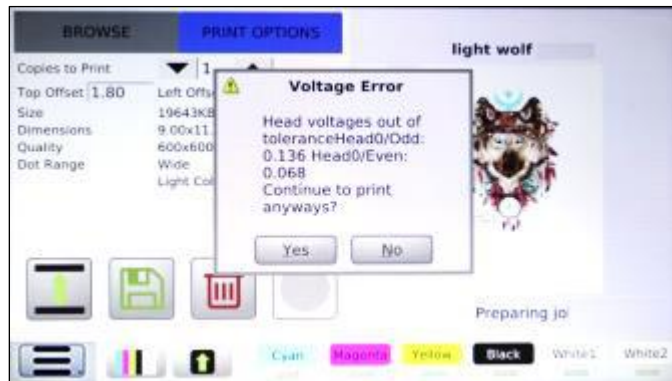 BROWSE
PRINT OPTIONS
light wolf
Copies to Print
1
Top Offset 1.80
Left Offs
Size
19643KB
Dimensions
9.00x11.
Quality
600x600
Dot Range
Wide
Light Col
Voltage Error
Head voltages out of
toleranceHead0/Odd:
0.136 Head0/Even:
0.068
Continue to print
anyways?
Yes
No
Preparing jo
Cyan
Magenta
Yellow
Black
White1
White2